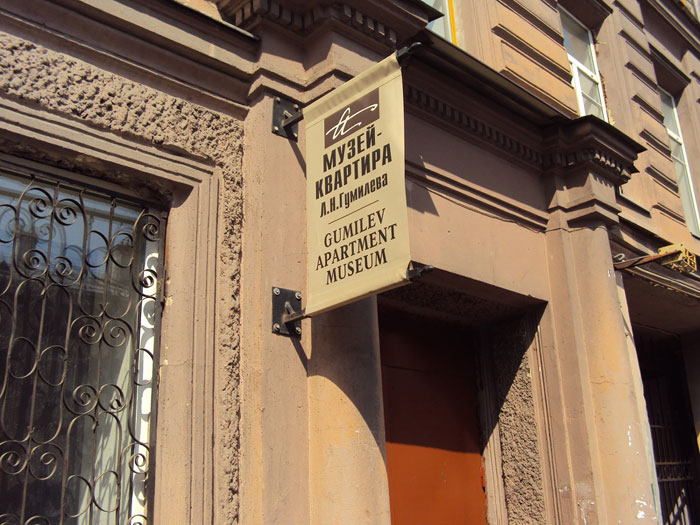 МУЗЕЙ-
КВАРТИРА
Л.Н.Гумилева
GUMILEV
APARTMENT
MUSEUM